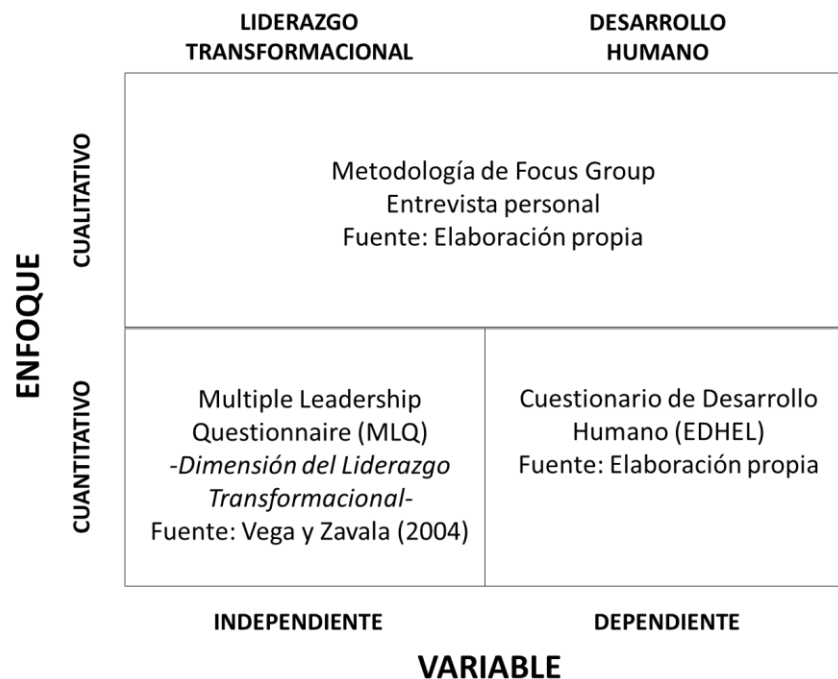 LIDERAZGO
TRANSFORMACIONAL
DESARROLLO
HUMANO
ENFOQUE
CUALITATIVO
Metodología de Focus Group
Entrevista personal
Fuente: Elaboración propia
CUANTITATIVO
Multiple Leadership
Questionnaire (MLQ)
-Dimensión del Liderazgo
Transformacional-
Fuente: Vega y Zavala (2004)
Cuestionario de Desarrollo
Humano (EDHEL)
Fuente: Elaboración propia
INDEPENDIENTE
DEPENDIENTE
VARIABLE